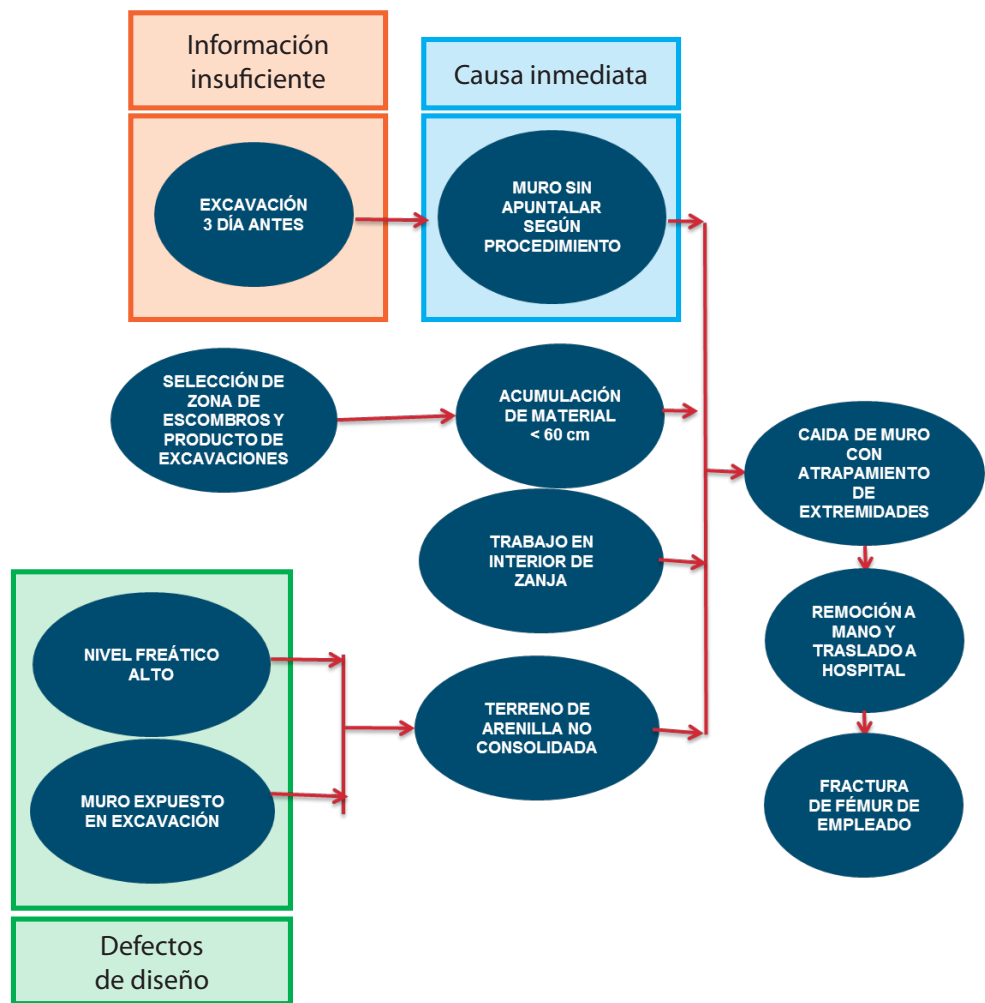 Información
insuficiente
Causa inmediata
EXCAVACIÓN
3 DÍA ANTES
MURO SIN
APUNTALAR
SEGÚN
PROCEDIMIENTO
SELECCIÓN DE
ZONA DE
ESCOMBROS Y
PRODUCTO DE
EXCAVACIONES
ACUMULACIÓN
DE MATERIAL
< 60 cm
CAIDA DE MURO
CON
ATRAPAMIENTO
DE
EXTREMIDADES
TRABAJO EN
INTERIOR DE
ZANJA
NIVEL FREÁTICO
ALTO
REMOCIÓN A
MANO Y
TRASLADO A
HOSPITAL
TERRENO DE
ARENILLA NO
CONSOLIDADA
MURO EXPUESTO
EN EXCAVACIÓN
FRACTURA
DE FÉMUR DE
EMPLEADO
Defectos
de diseño